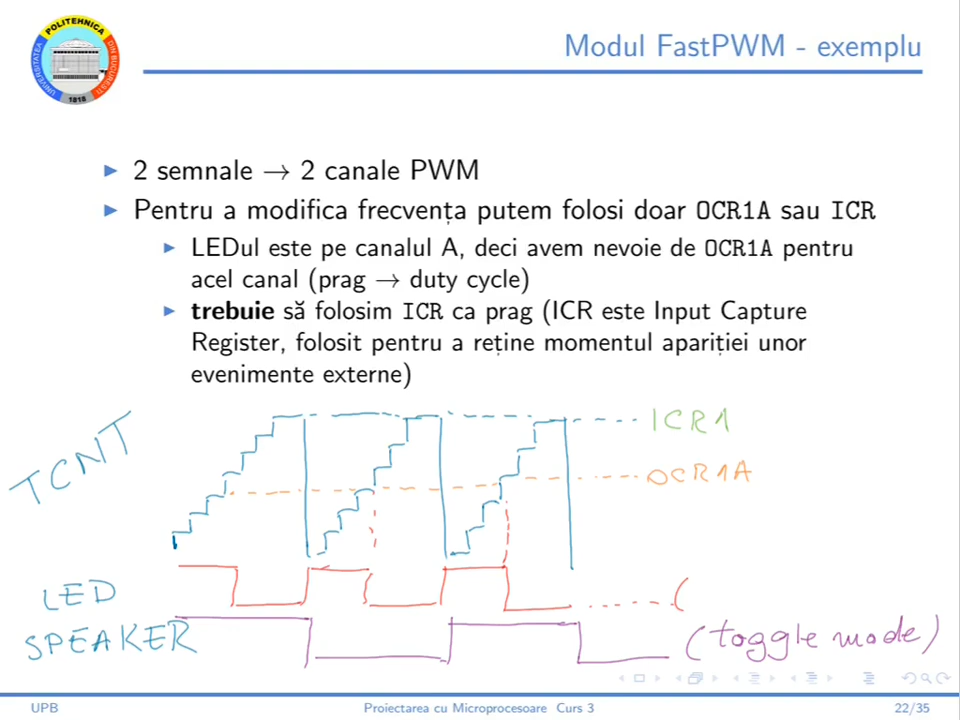 POLITEHNICA
UNIVERSITATEA
DIN BUCURESTI
1818
Modul FastPWM - exemplu
2 semnale → 2 canale PWM
Pentru a modifica frecvența putem folosi doar OCR1A sau ICR
LEDul este pe canalul A, deci avem nevoie de OCR1A pentru
acel canal (prag → duty cycle)
trebuie să folosim ICR ca prag (ICR este Input Capture
Register, folosit pentru a reține momentul apariției unor
evenimente externe)
TCNT
ICR1
OCR1A
LED
(
SPEAKER
(toggle mode)
UPB
Proiectarea cu Microprocesoare Curs 3
22/35